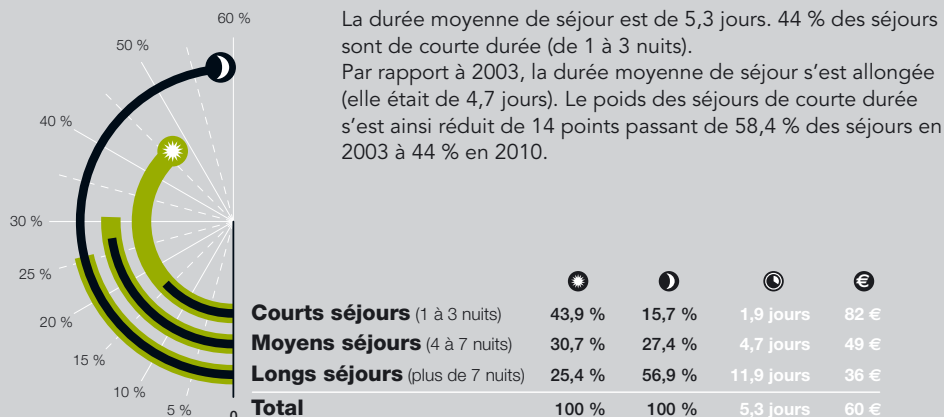 60 %
50 %
40 %
30 %
25 %
20 %
15 %
10 %
5 %
0
La durée moyenne de séjour est de 5,3 jours. 44 % des séjours
sont de courte durée (de 1 à 3 nuits).
Par rapport à 2003, la durée moyenne de séjour s’est allongée
(elle était de 4,7 jours). Le poids des séjours de courte durée
s’est ainsi réduit de 14 points passant de 58,4 % des séjours en
2003 à 44 % en 2010.
€
Courts séjours (1 à 3 nuits) 43,9 % 15,7 % 1,9 jours 82 €
Moyens séjours (4 à 7 nuits) 30,7 % 27,4 % 4,7 jours 49 €
Longs séjours (plus de 7 nuits) 25,4 % 56,9 % 11,9 jours 36 €
Total 100 % 100 % 5,3 jours 60 €